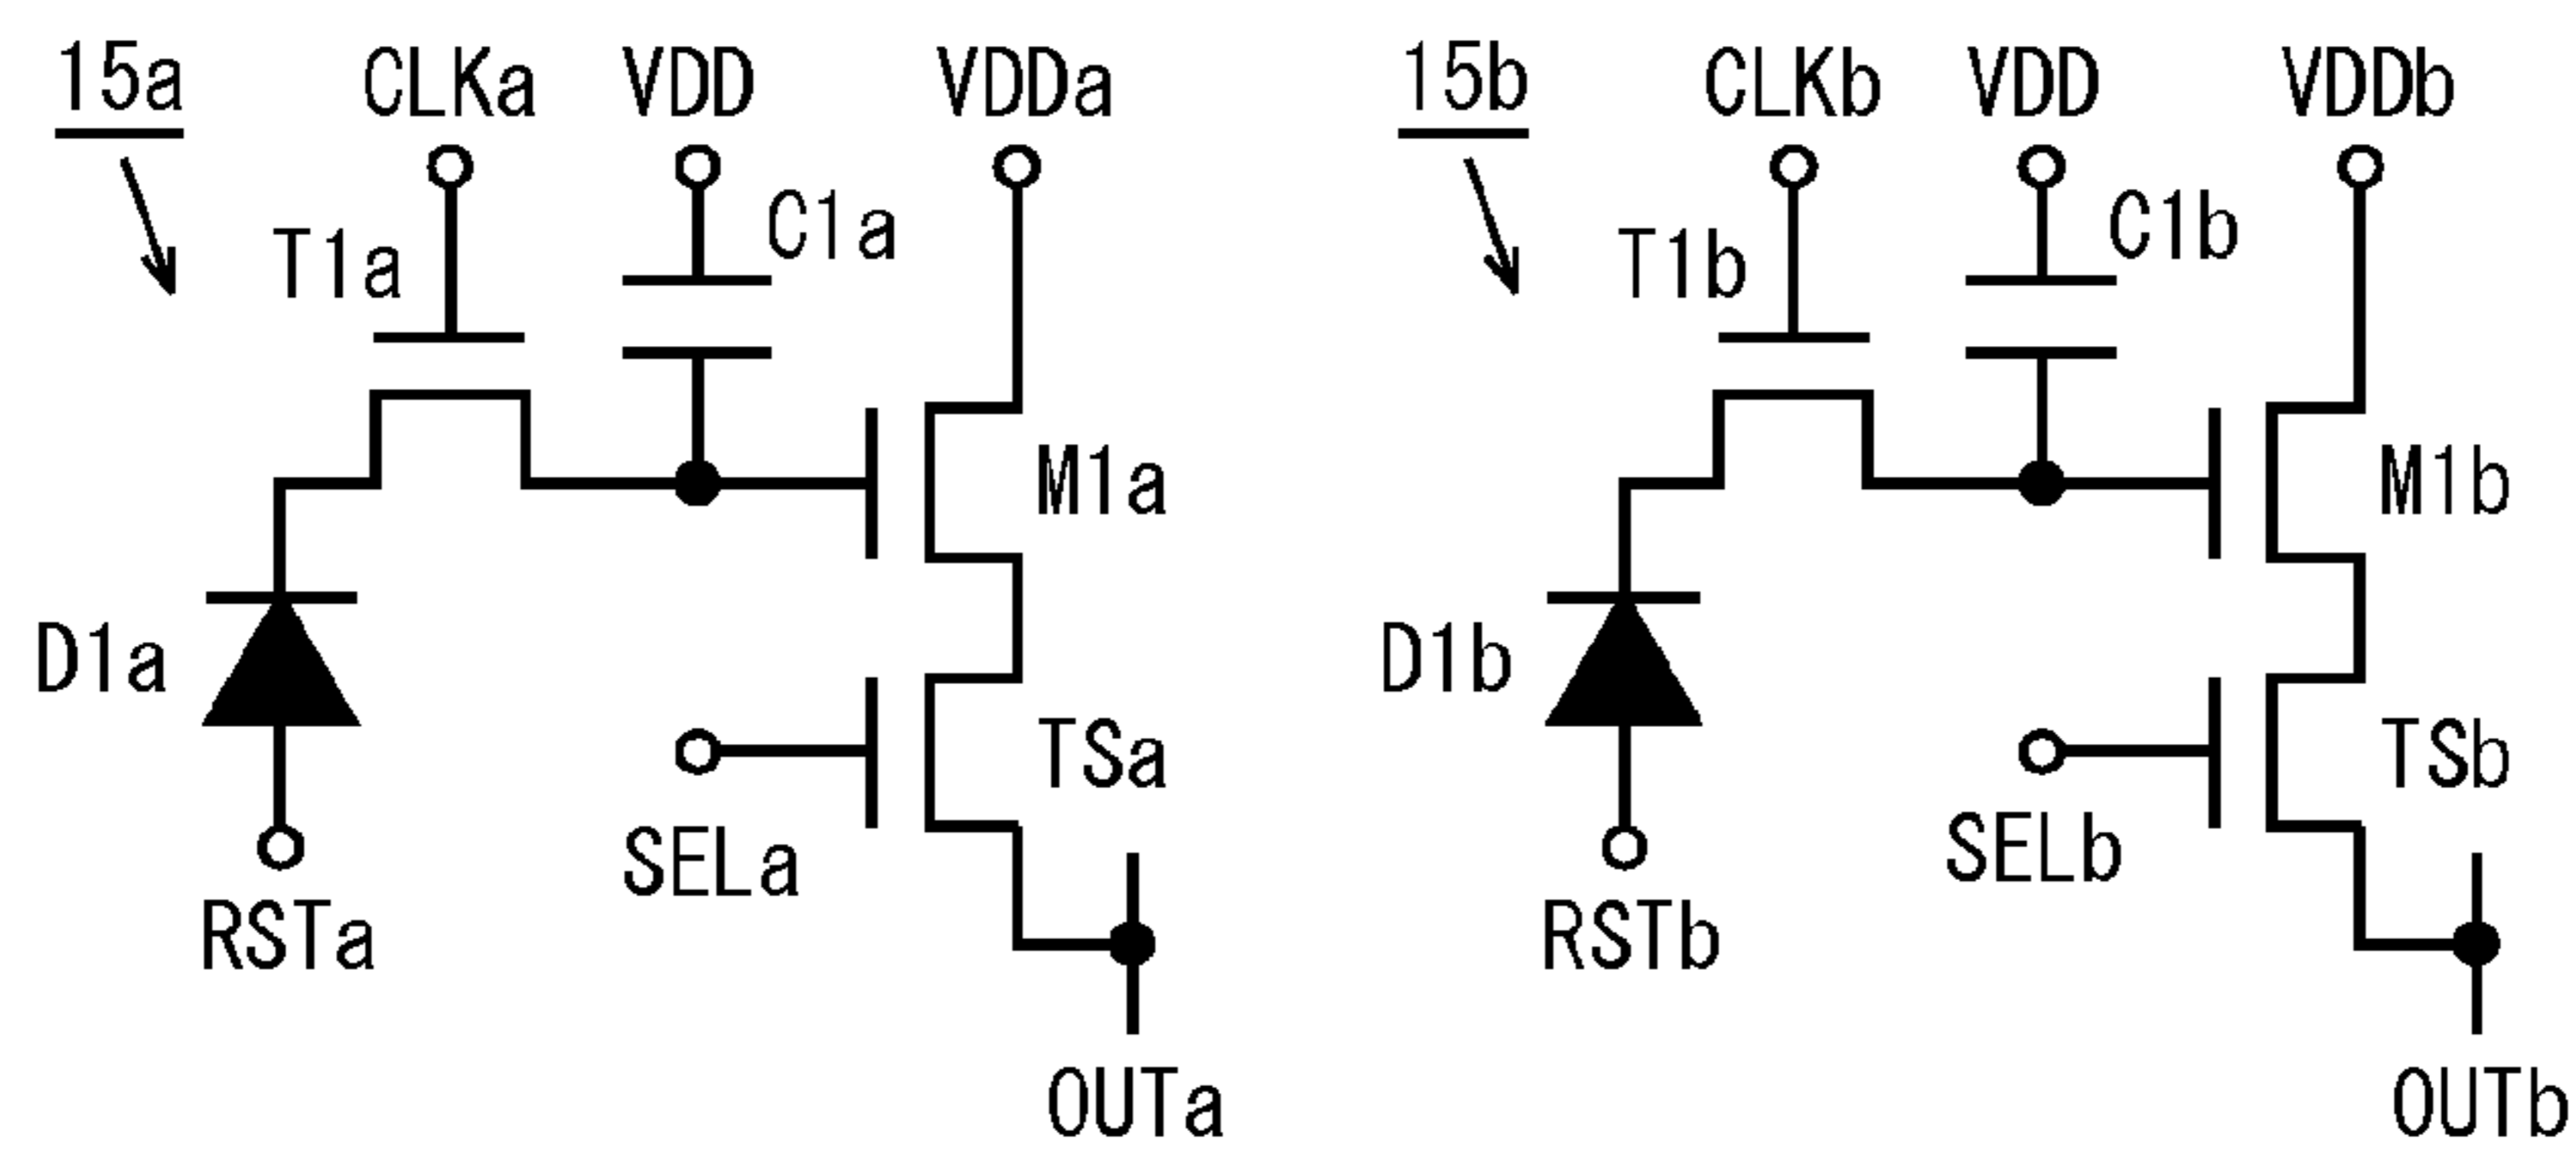 15a CLKa VDD VDDa
C1a
T1a
M1a
D1a
TSa
SELa
RSTa
OUTa
15b CLKb VDD VDDb
C1b
T1b
M1b
D1b
TSb
SELb
RSTb
OUTb